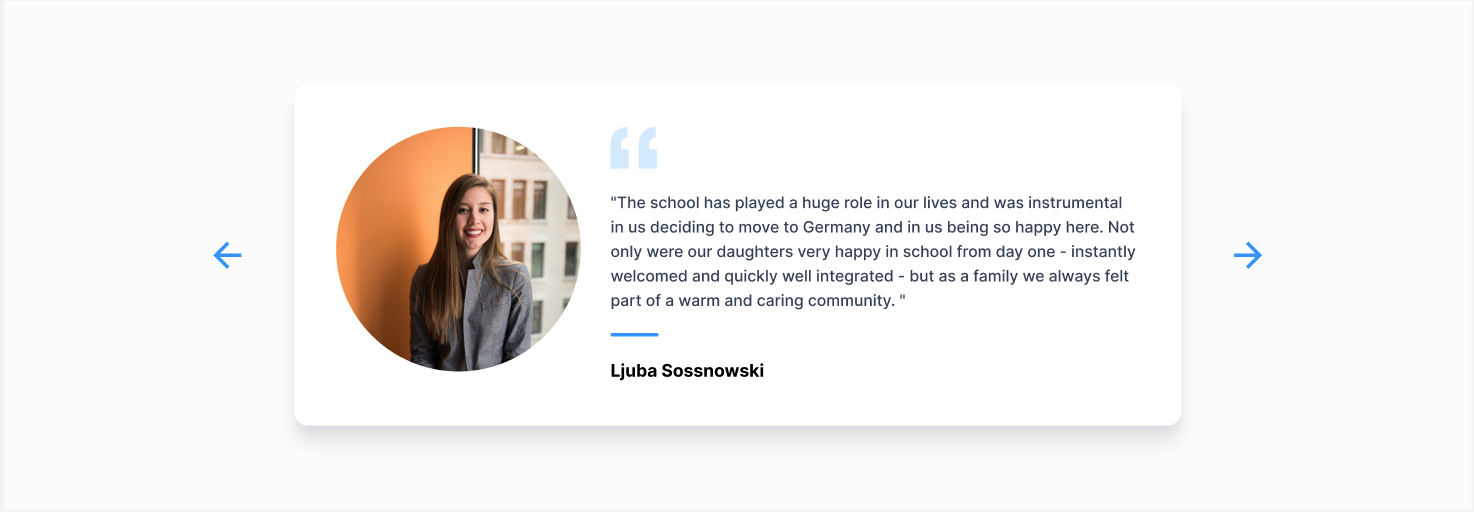 "The school has played a huge role in our lives and was instrumental
in us deciding to move to Germany and in us being so happy here. Not
only were our daughters very happy in school from day one - instantly
welcomed and quickly well integrated - but as a family we always felt
part of a warm and caring community. "
Ljuba Sossnowski